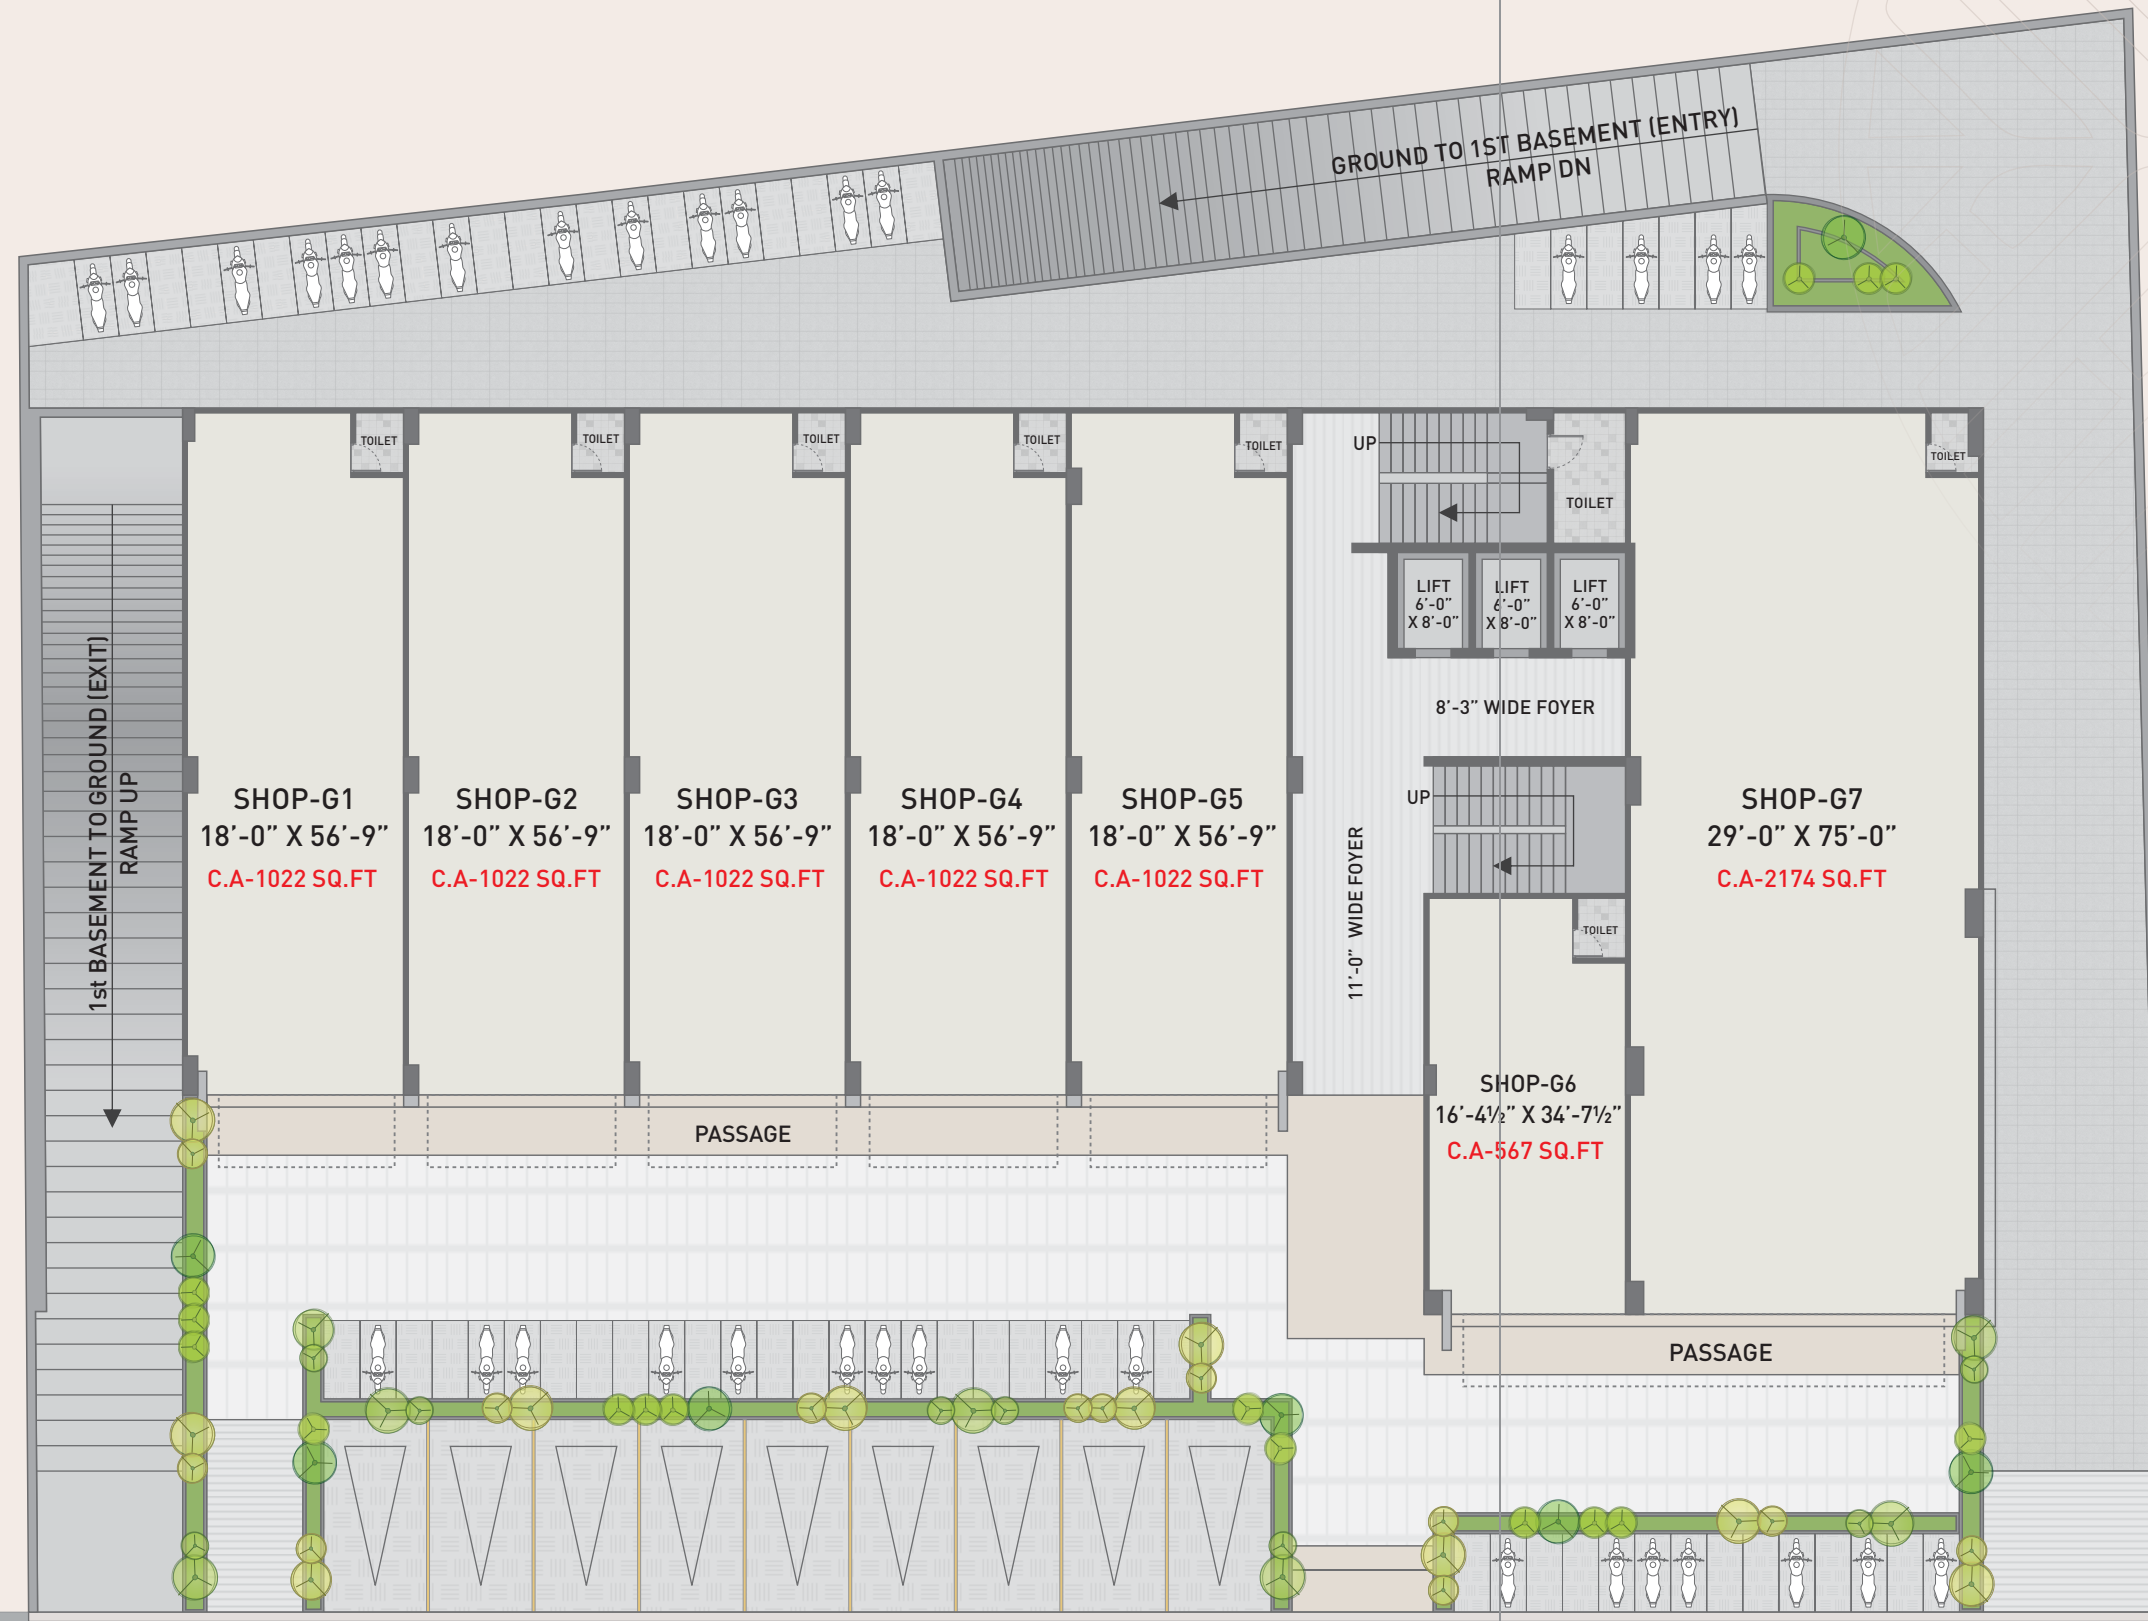 GROUND TO 1ST BASEMENT (ENTRY)
RAMP DN
TOILET
TOILET
TOILET
TOILET
TOILET
UP
TOILET
TOILET
LIFT
6'-0"
X 8'-0"
LIFT
6'-0"
X 8'-0"
LIFT
6'-0"
X 8'-0"
8'-3" WIDE FOYER
1st BASEMENT TO GROUND (EXIT)
RAMP UP
SHOP-G1
18'-0" X 56'-9"
C.A-1022 SQ.FT
SHOP-G2
18'-0" X 56'-9"
C.A-1022 SQ.FT
SHOP-G3
18'-0" X 56'-9"
C.A-1022 SQ.FT
SHOP-G4
18'-0" X 56'-9"
C.A-1022 SQ.FT
SHOP-G5
18'-0" X 56'-9"
C.A-1022 SQ.FT
11'-0" WIDE FOYER
UP
SHOP-G7
29'-0" X 75'-0"
C.A-2174 SQ.FT
TOILET
SHOP-G6
16'-4½" X 34'-7½"
C.A-567 SQ.FT
PASSAGE
PASSAGE